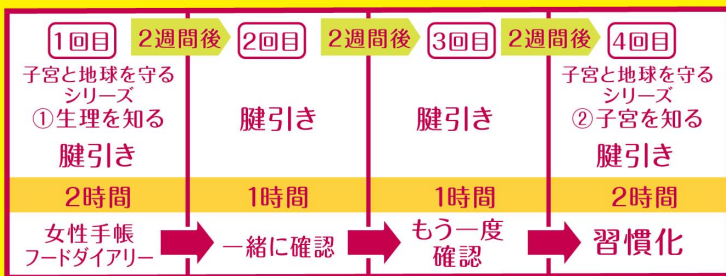 1回目
2週間後
2回目
2週間後
3回目
2週間後
4回目
子宮と地球を守る
シリーズ
①生理を知る
腱引き
腱引き
腱引き
子宮と地球を守る
シリーズ
②子宮を知る
腱引き
2時間
1時間
1時間
2時間
女性手帳
フードダイアリー
一緒に確認
もう一度
確認
習慣化